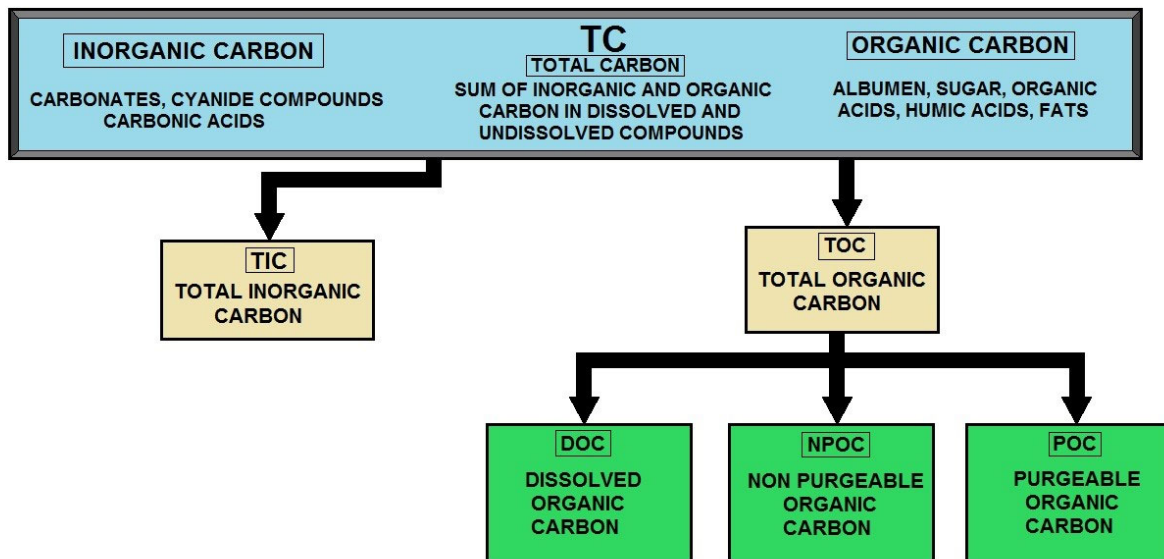 INORGANIC CARBON
CARBONATES, CYANIDE COMPOUNDS
CARBONIC ACIDS
TC
TOTAL CARBON
SUM OF INORGANIC AND ORGANIC
CARBON IN DISSOLVED AND
UNDISSOLVED COMPOUNDS
ORGANIC CARBON
ALBUMEN, SUGAR, ORGANIC
ACIDS, HUMIC ACIDS, FATS
TIC
TOTAL INORGANIC
CARBON
TOC
TOTAL ORGANIC
CARBON
DOC
DISSOLVED
ORGANIC
CARBON
NPOC
NON PURGEABLE
ORGANIC
CARBON
POC
PURGEABLE
ORGANIC
CARBON